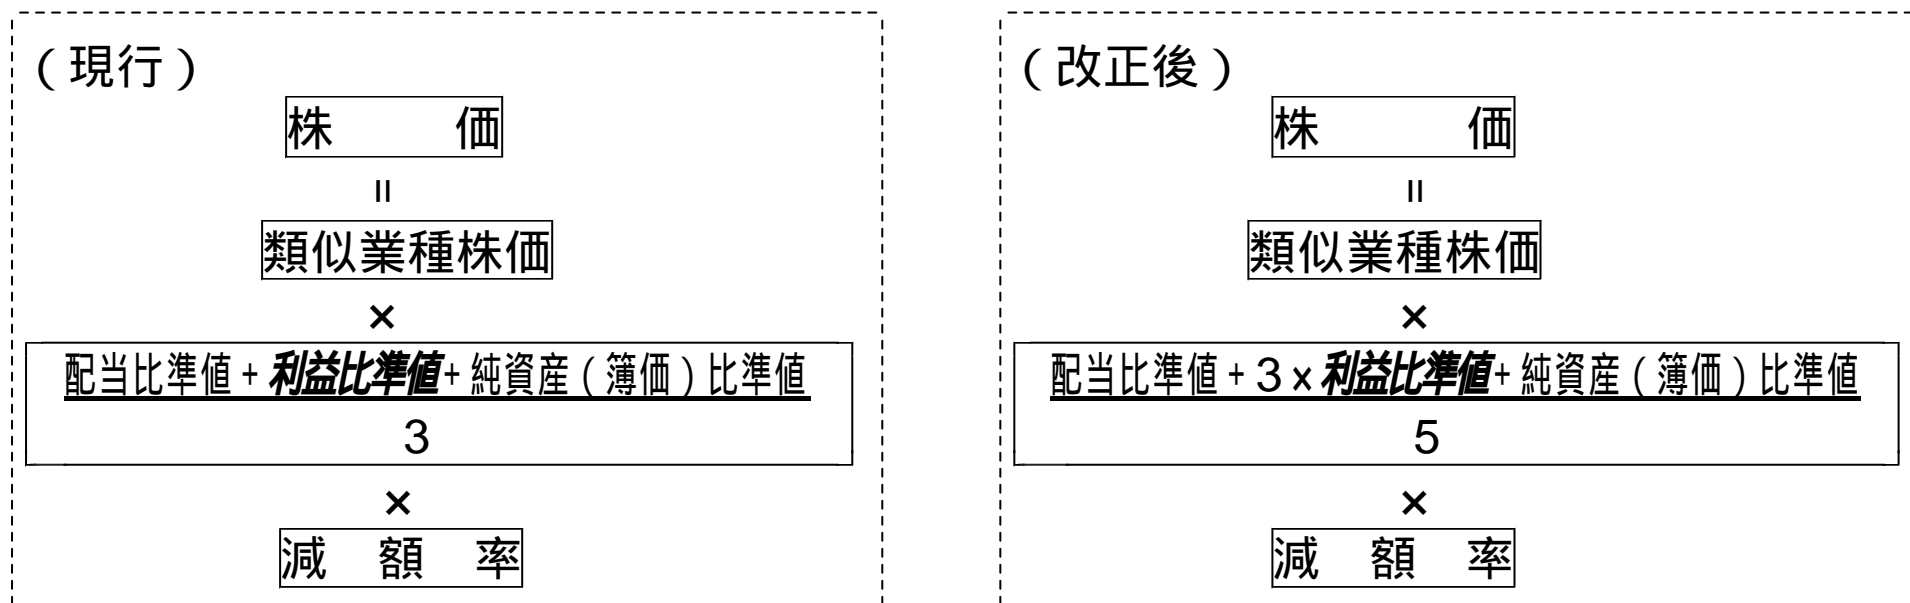 （現行）
株　価
＝
類似業種株価
×
配当比準値+利益比準値+純資産（簿価）比準値
3
×
減　額　率
（改正後）
株　価
＝
類似業種株価
×
配当比準値+3×利益比準値+純資産（簿価）比準値
5
×
減　額　率